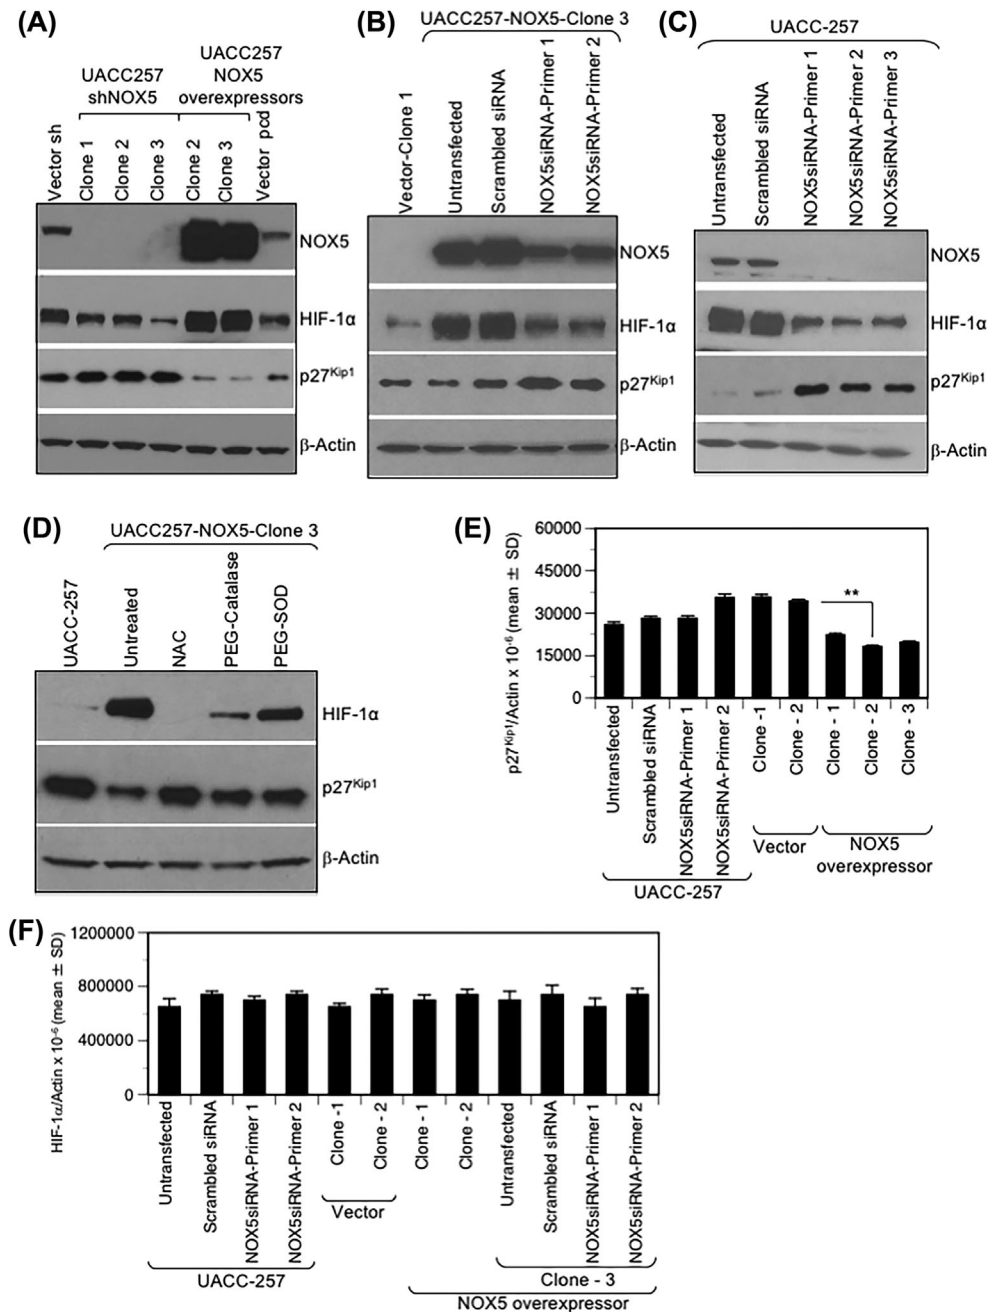 (A)
UACC257
shNOX5
UACC257
NOX5
overexpressors
Vector sh
Clone 1
Clone 2
Clone 3
Clone 2
Clone 3
Vector pcd
NOX5
HIF-1α
p27Kip1
β-Actin
(B)
UACC257-NOX5-Clone 3
Vector-Clone 1
Untransfected
Scrambled siRNA
NOX5siRNA-Primer 1
NOX5siRNA-Primer 2
NOX5
HIF-1α
p27Kip1
β-Actin
(C)
UACC-257
Untransfected
Scrambled siRNA
NOX5siRNA-Primer 1
NOX5siRNA-Primer 2
NOX5siRNA-Primer 3
NOX5
HIF-1α
p27Kip1
β-Actin
(D)
UACC257-NOX5-Clone 3
UACC-257
Untreated
NAC
PEG-Catalase
PEG-SOD
HIF-1α
p27Kip1
β-Actin
(E)
p27Kip1/Actin x 10-6 (mean ± SD)
60000
45000
30000
15000
0
**
Untransfected
Scrambled siRNA
NOX5siRNA-Primer 1
NOX5siRNA-Primer 2
Clone -1
Clone - 2
Clone - 1
Clone - 2
Clone - 3
Vector
NOX5
overexpressor
UACC-257
(F)
HIF-1α/Actin x 10-6 (mean ± SD)
1200000
800000
400000
0
Untransfected
Scrambled siRNA
NOX5siRNA-Primer 1
NOX5siRNA-Primer 2
Clone -1
Clone - 2
Clone - 1
Clone - 2
Untransfected
Scrambled siRNA
NOX5siRNA-Primer 1
NOX5siRNA-Primer 2
Vector
UACC-257
Clone - 3
NOX5 overexpressor